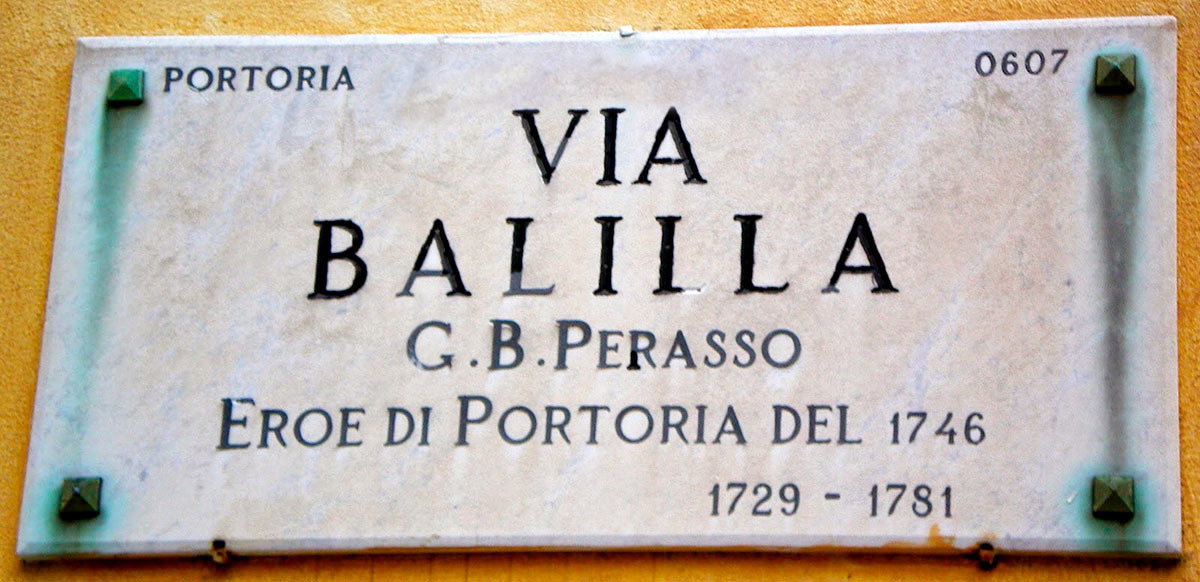 PORTORIA 0607
VIA
BALILLA
G.B. PERASSO
EROE DI PORTORIA DEL 1746
1729 - 1781